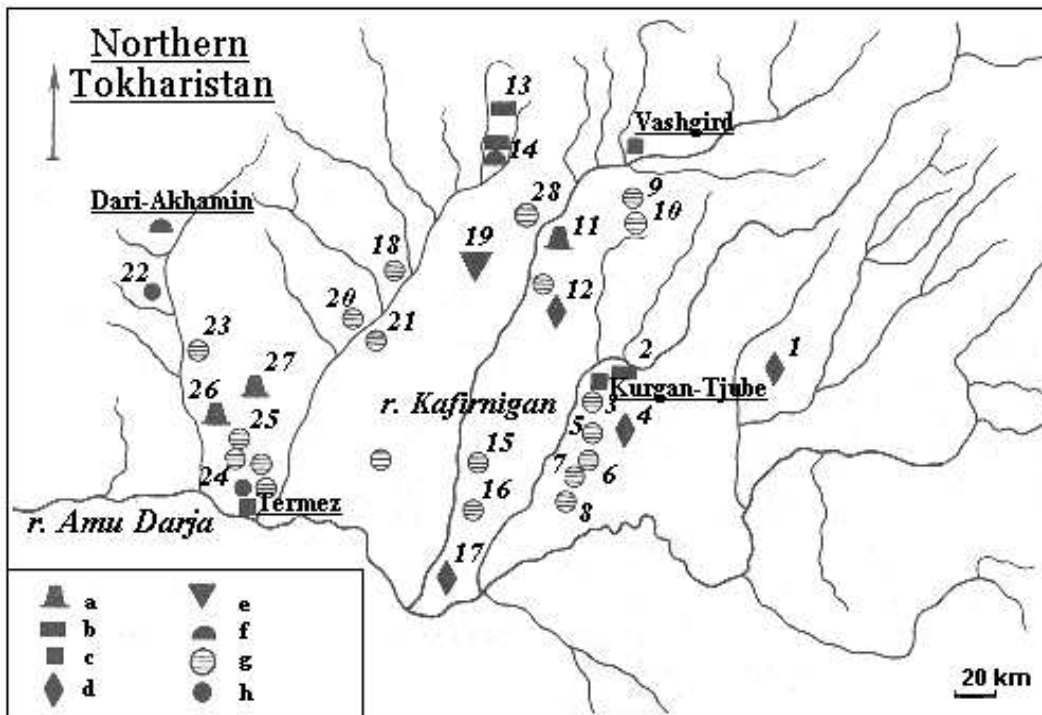 Northern
Tokharistan
13
Vashgird
14
Dari-Akhamin
28
9
10
11
19
18
22
12
20
21
23
2
1
27
Kurgan-Tjube
26
r. Kafirnigan
3
4
25
5
15
7
6
24
16
8
Termez
r. Amu Darja
17
a
e
b
f
c
g
d
h
20 km